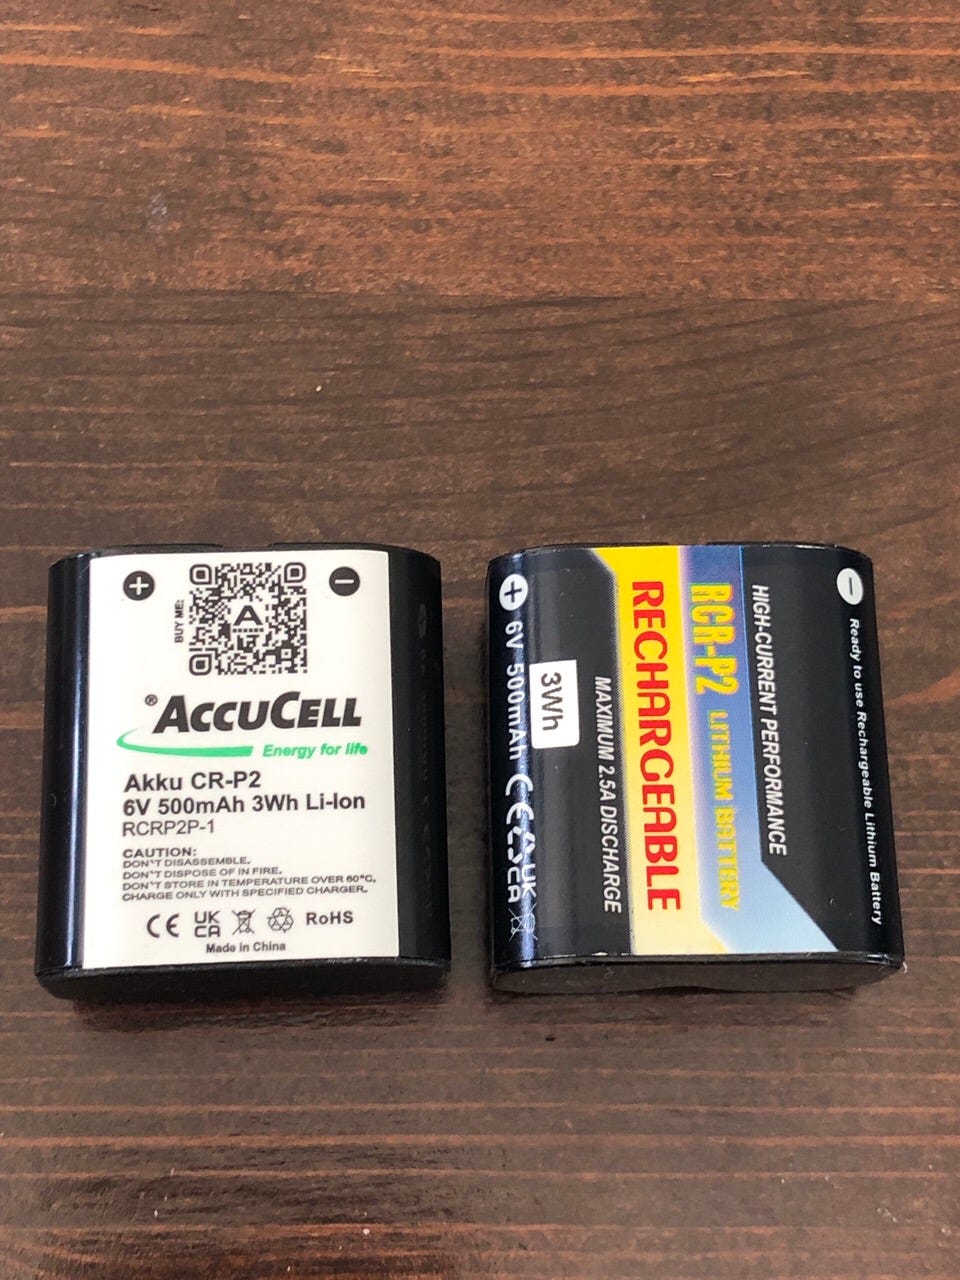 +
−
BUY ME:
A
®ACCUCELL
Energy for life
Akku CR-P2
6V 500mAh 3Wh Li-Ion
RCRP2P-1
CAUTION:
DON'T DISASSEMBLE.
DON'T DISPOSE OF IN FIRE.
DON'T STORE IN TEMPERATURE OVER 60°C.
CHARGE ONLY WITH SPECIFIED CHARGER.
CE UK CA RoHS
Made in China
−
Ready to use Rechargeable Lithium Battery
HIGH-CURRENT PERFORMANCE
RCR-P2 LITHIUM BATTERY
RECHARGEABLE
MAXIMUM 2.5A DISCHARGE
3Wh
+ 6V 500mAh CE UK CA